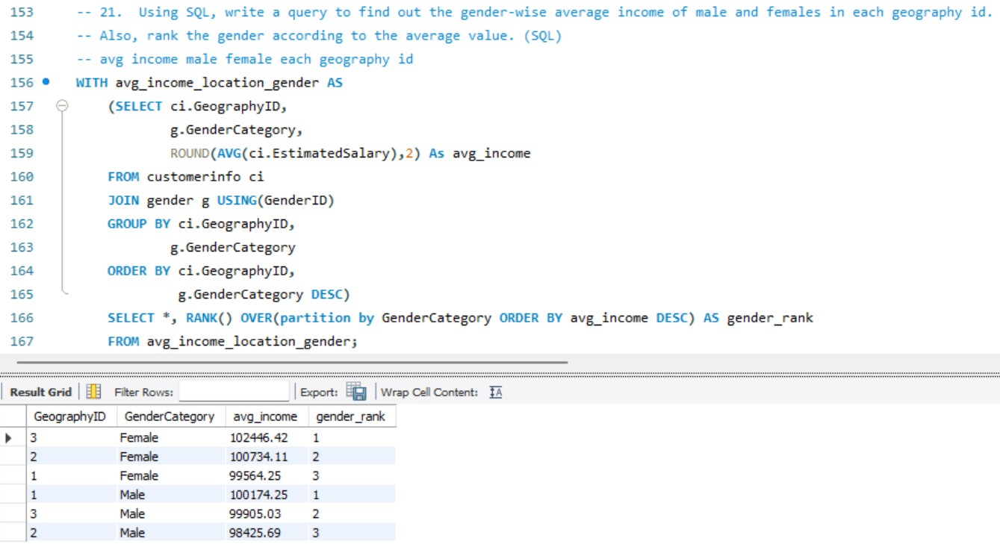 153 -- 21.  Using SQL, write a query to find out the gender-wise average income of male and females in each geography id.
154 -- Also, rank the gender according to the average value. (SQL)
155 -- avg income male female each geography id
156 WITH avg_income_location_gender AS
157 (SELECT ci.GeographyID,
158 g.GenderCategory,
159 ROUND(AVG(ci.EstimatedSalary),2) As avg_income
160 FROM customerinfo ci
161 JOIN gender g USING(GenderID)
162 GROUP BY ci.GeographyID,
163 g.GenderCategory
164 ORDER BY ci.GeographyID,
165 g.GenderCategory DESC)
166 SELECT *, RANK() OVER(partition by GenderCategory ORDER BY avg_income DESC) AS gender_rank
167 FROM avg_income_location_gender;
Result Grid Filter Rows: Export: Wrap Cell Content: IA
GeographyID GenderCategory avg_income gender_rank
3 Female 102446.42 1
2 Female 100734.11 2
1 Female 99564.25 3
1 Male 100174.25 1
3 Male 99905.03 2
2 Male 98425.69 3